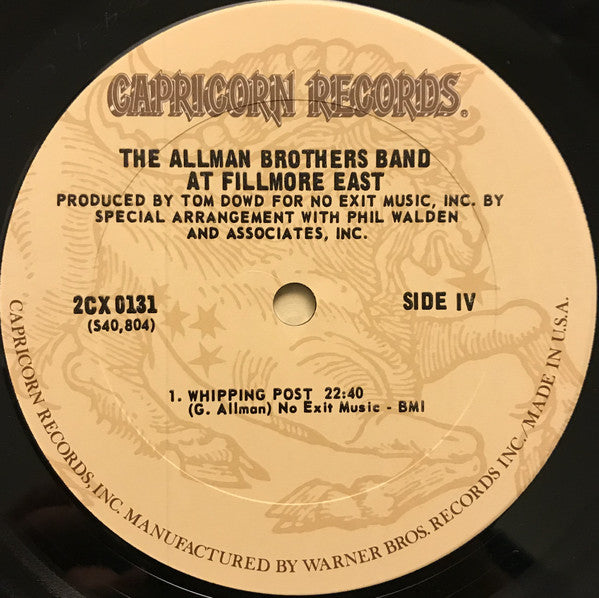 CAPRICORN RECORDS®
THE ALLMAN BROTHERS BAND
AT FILLMORE EAST
PRODUCED BY TOM DOWD FOR NO EXIT MUSIC, INC. BY
SPECIAL ARRANGEMENT WITH PHIL WALDEN
AND ASSOCIATES, INC.
2CX 0131
(S40,804)
SIDE IV
1. WHIPPING POST 22:40
(G. Allman) No Exit Music - BMI
CAPRICORN RECORDS, INC. MANUFACTURED BY WARNER BROS. RECORDS INC./MADE IN U.S.A.